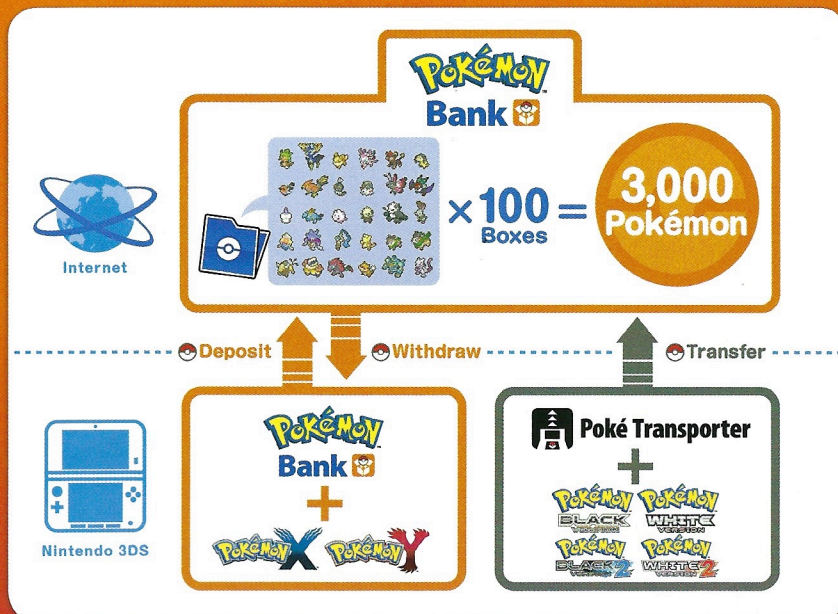 Pokémon
Bank
×100 =
Boxes
3,000
Pokémon
Internet
Deposit
Withdraw
Transfer
Nintendo 3DS
Pokémon
Bank
+
Pokémon X Pokémon Y
Poké Transporter
+
Pokémon Pokémon
BLACK VERSION WHITE VERSION
Pokémon Pokémon
BLACK VERSION 2 WHITE VERSION 2